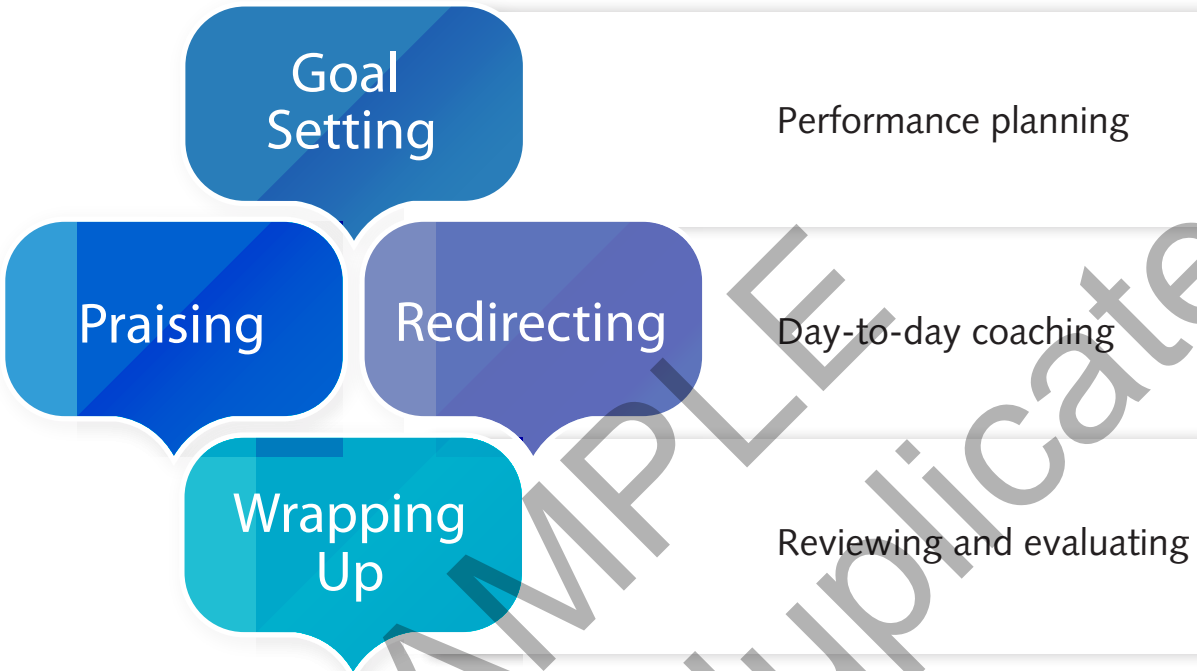 Goal
Setting
Performance planning
Praising
Redirecting
Day-to-day coaching
Wrapping
Up
Reviewing and evaluating